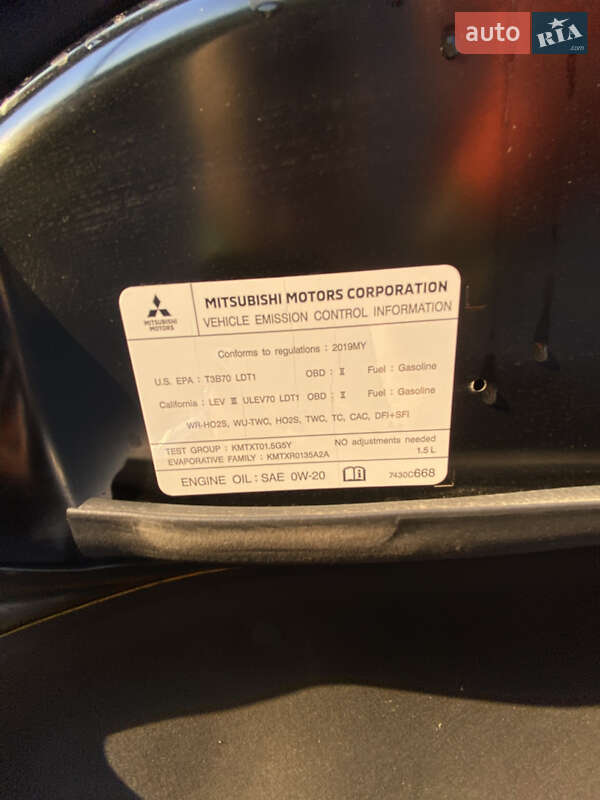 auto RIA
.com
MITSUBISHI MOTORS
MITSUBISHI MOTORS CORPORATION
VEHICLE EMISSION CONTROL INFORMATION
Conforms to regulations : 2019MY
U.S. EPA : T3B70 LDT1 OBD : Ⅱ Fuel : Gasoline
California : LEV Ⅲ ULEV70 LDT1 OBD : Ⅱ Fuel : Gasoline
WR-HO2S, WU-TWC, HO2S, TWC, TC, CAC, DFI+SFI
TEST GROUP : KMTXT01.5G5Y NO adjustments needed
EVAPORATIVE FAMILY : KMTXR0135A2A 1.5 L
ENGINE OIL : SAE 0W-20 7430C668